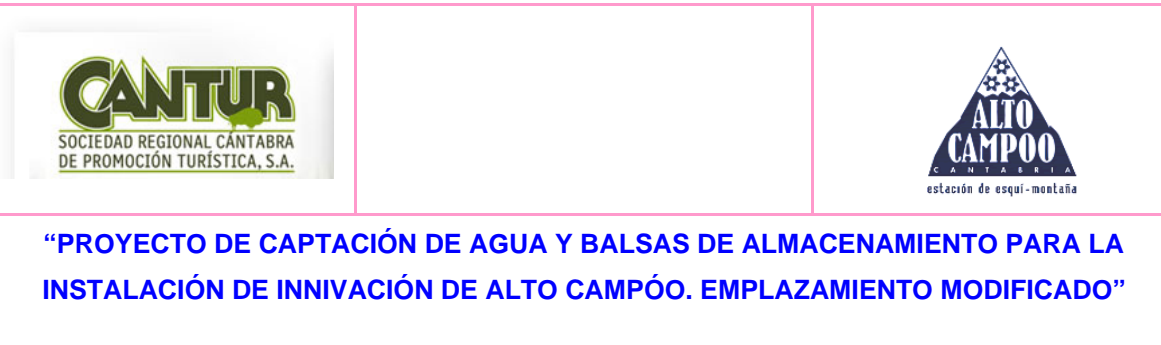 CANTUR
SOCIEDAD REGIONAL CÁNTABRA
DE PROMOCIÓN TURÍSTICA, S.A.
ALTO
CAMPOO
CANTABRIA
estación de esquí-montaña
“PROYECTO DE CAPTACIÓN DE AGUA Y BALSAS DE ALMACENAMIENTO PARA LA
INSTALACIÓN DE INNIVACIÓN DE ALTO CAMPÓO. EMPLAZAMIENTO MODIFICADO”